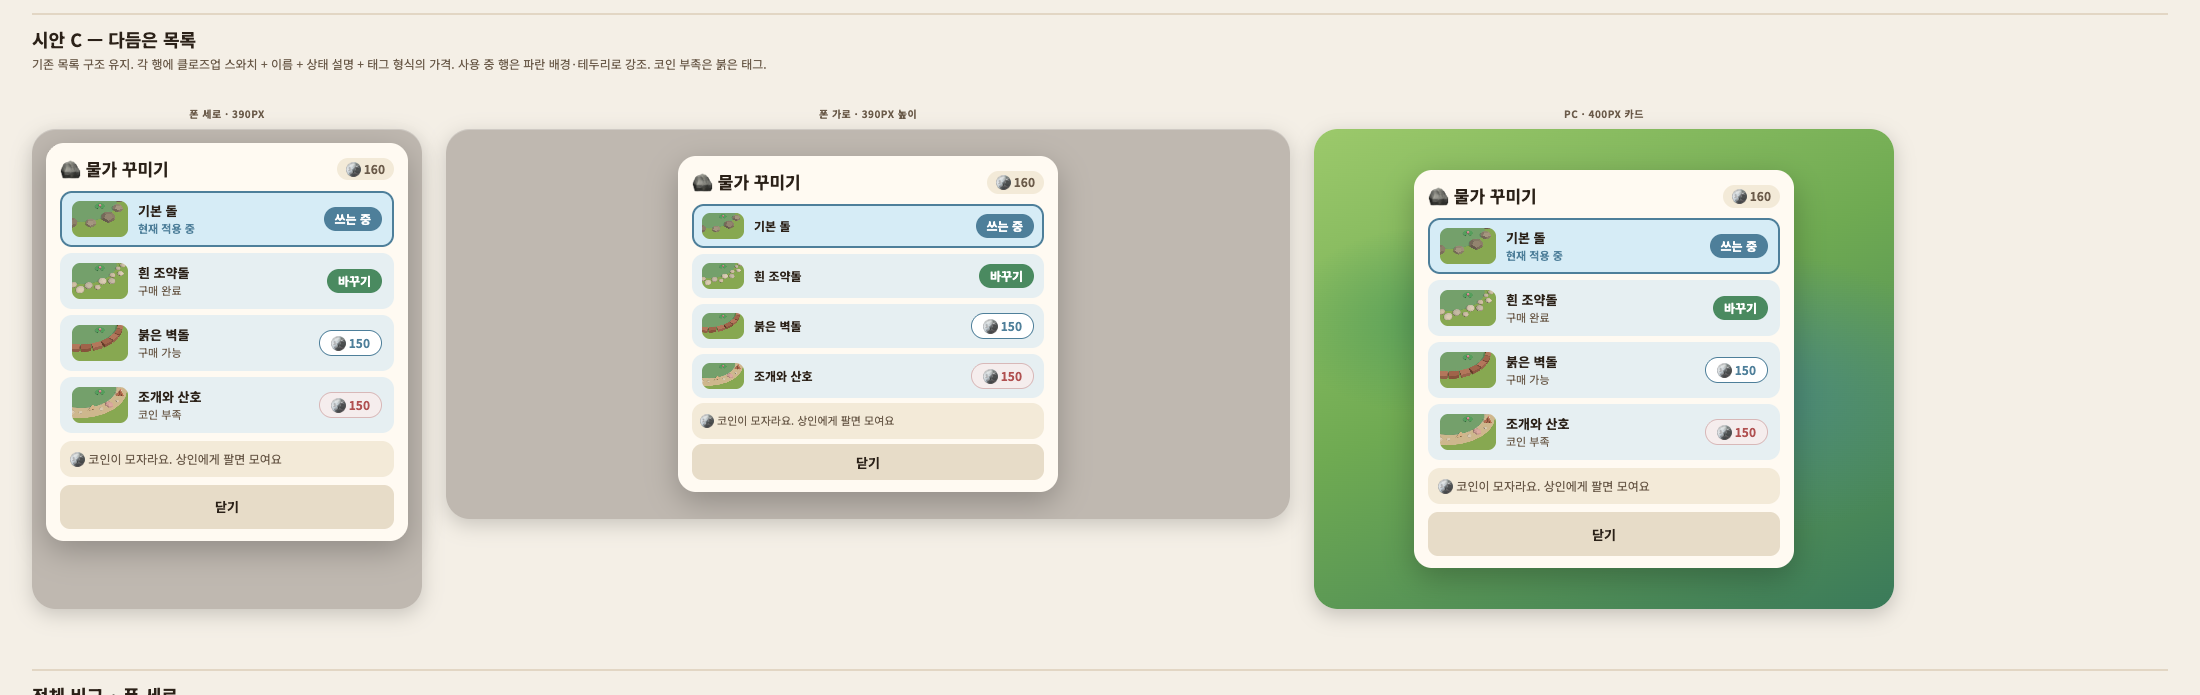 시안 C — 다듬은 목록
기존 목록 구조 유지. 각 행에 클로즈업 스와치 + 이름 + 상태 설명 + 태그 형식의 가격. 사용 중 행은 파란 배경·테두리로 강조. 코인 부족은 붉은 태그.
폰 세로 · 390PX
물가 꾸미기
160
기본 돌
현재 적용 중
쓰는 중
흰 조약돌
구매 완료
바꾸기
붉은 벽돌
구매 가능
150
조개와 산호
코인 부족
150
코인이 모자라요. 상인에게 팔면 모여요
닫기
폰 가로 · 390PX 높이
물가 꾸미기
160
기본 돌
쓰는 중
흰 조약돌
바꾸기
붉은 벽돌
150
조개와 산호
150
코인이 모자라요. 상인에게 팔면 모여요
닫기
PC · 400PX 카드
물가 꾸미기
160
기본 돌
현재 적용 중
쓰는 중
흰 조약돌
구매 완료
바꾸기
붉은 벽돌
구매 가능
150
조개와 산호
코인 부족
150
코인이 모자라요. 상인에게 팔면 모여요
닫기